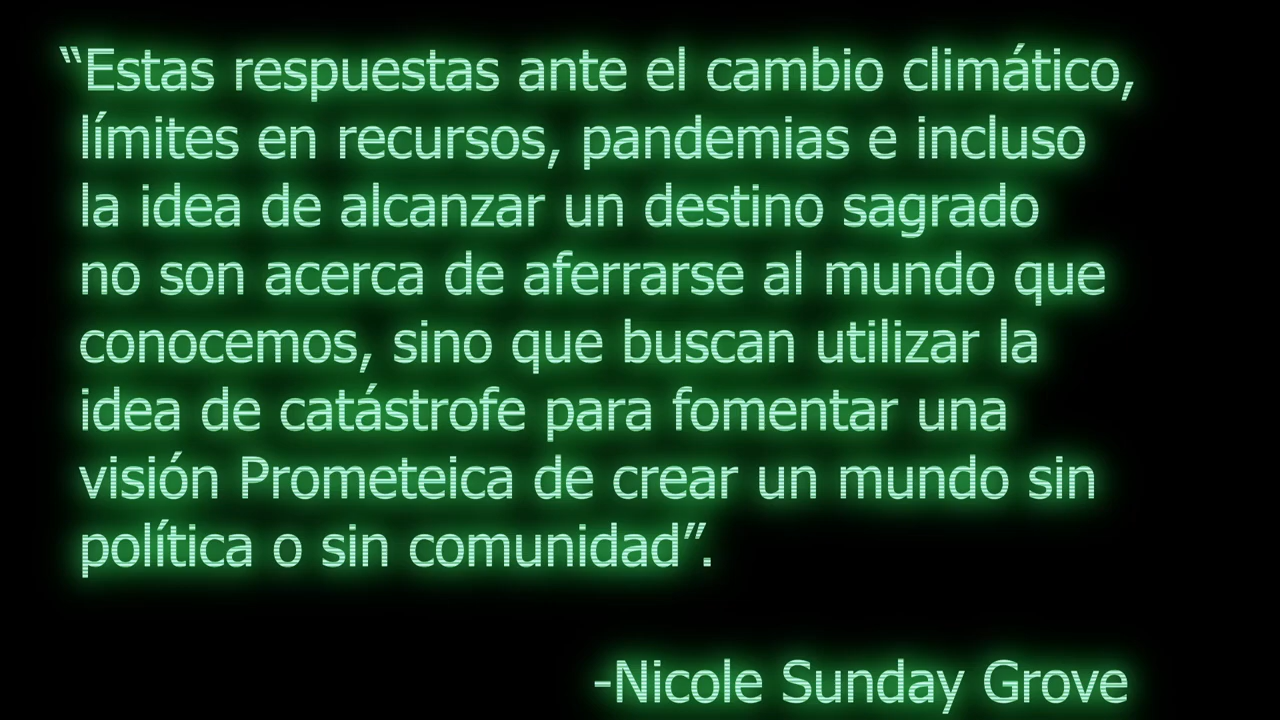 “Estas respuestas ante el cambio climático,
límites en recursos, pandemias e incluso
la idea de alcanzar un destino sagrado
no son acerca de aferrarse al mundo que
conocemos, sino que buscan utilizar la
idea de catástrofe para fomentar una
visión Prometeica de crear un mundo sin
política o sin comunidad”.
-Nicole Sunday Grove